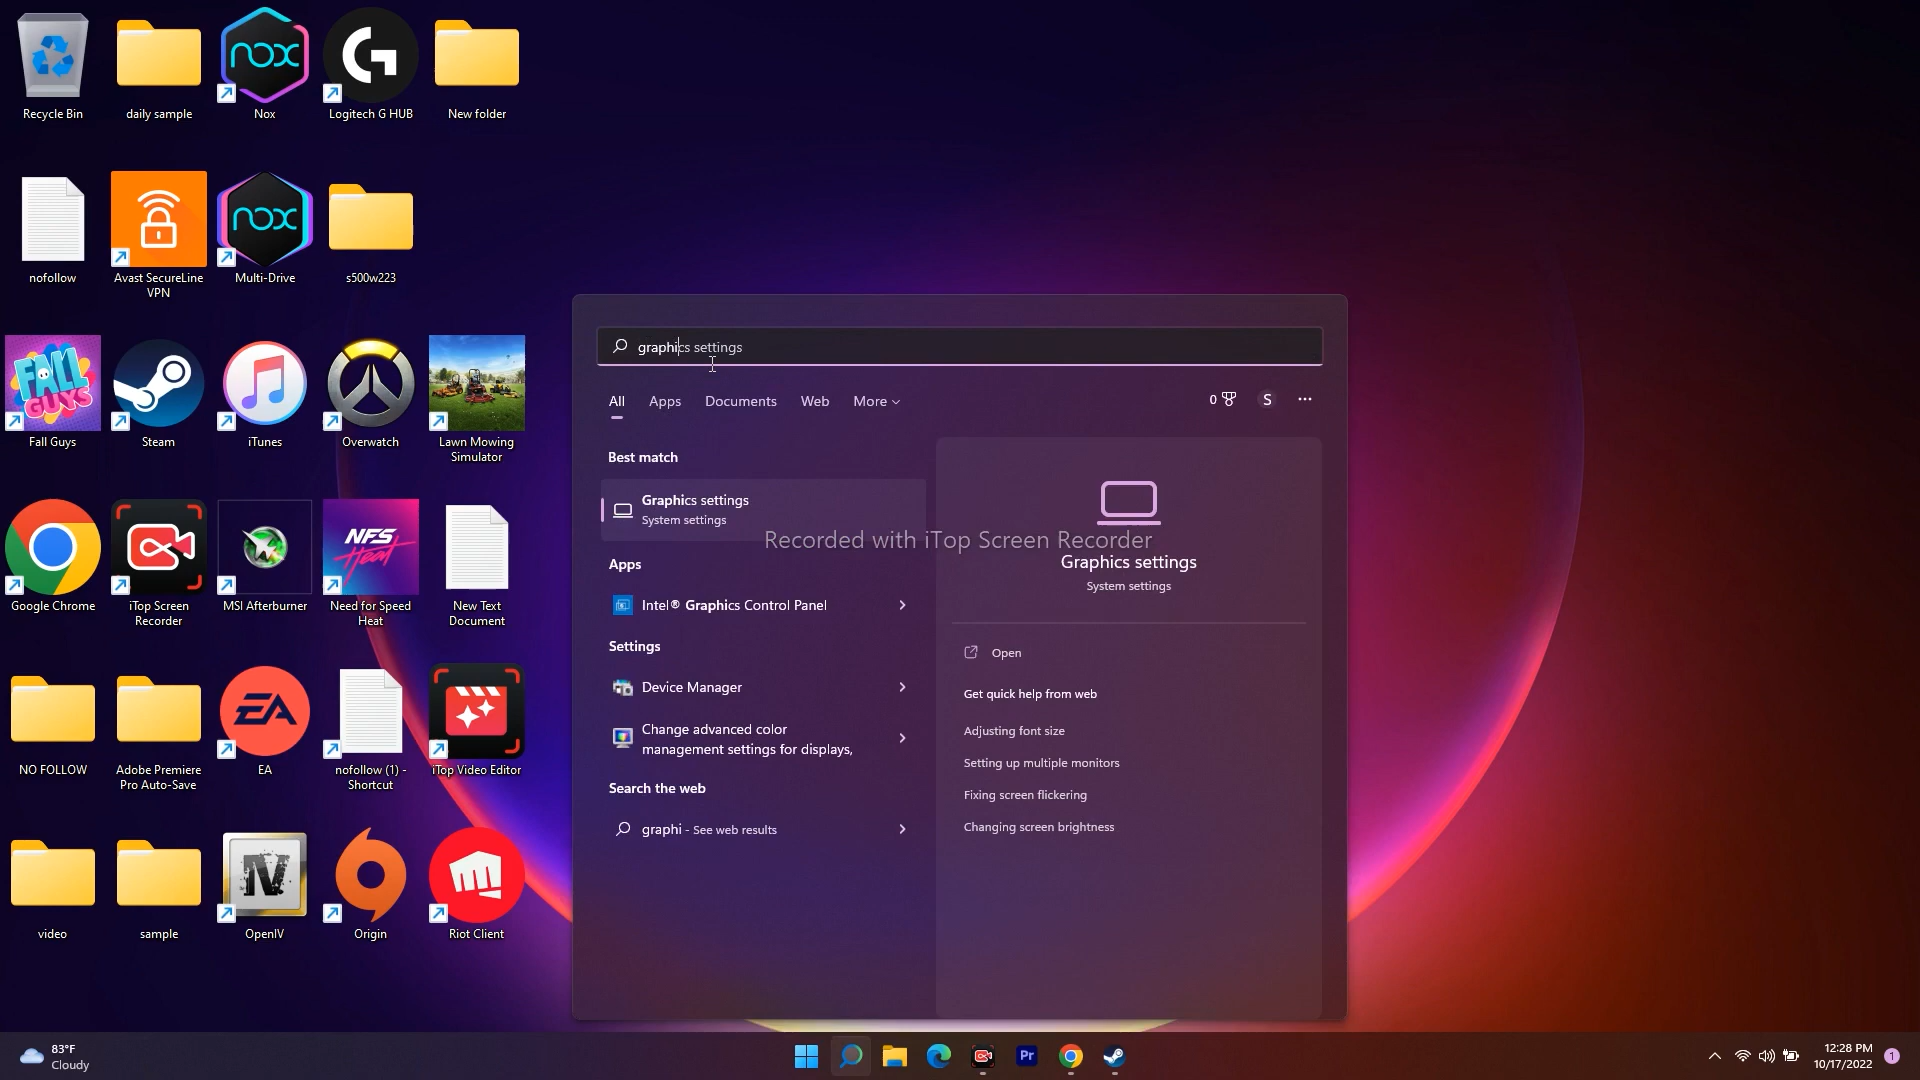 Recycle Bin
daily sample
nox
Nox
Logitech G HUB
New folder
nofollow
Avast SecureLine
VPN
nox
Multi-Drive
s500w223
FALL
GUYS
Fall Guys
Steam
iTunes
Overwatch
Lawn Mowing
Simulator
Google Chrome
iTop Screen
Recorder
MSI Afterburner
NFS
Heat
Need for Speed
Heat
New Text
Document
NO FOLLOW
Adobe Premiere
Pro Auto-Save
EA
EA
nofollow (1) -
Shortcut
iTop Video Editor
video
sample
IV
OpenIV
Origin
Riot Client
graphics settings
All
Apps
Documents
Web
More
0
S
Best match
Graphics settings
System settings
Apps
Intel® Graphics Control Panel
Settings
Device Manager
Change advanced color
management settings for displays,
Search the web
graphi - See web results
Recorded with iTop Screen Recorder
Graphics settings
System settings
Open
Get quick help from web
Adjusting font size
Setting up multiple monitors
Fixing screen flickering
Changing screen brightness
83°F
Cloudy
Pr
12:28 PM
10/17/2022
1